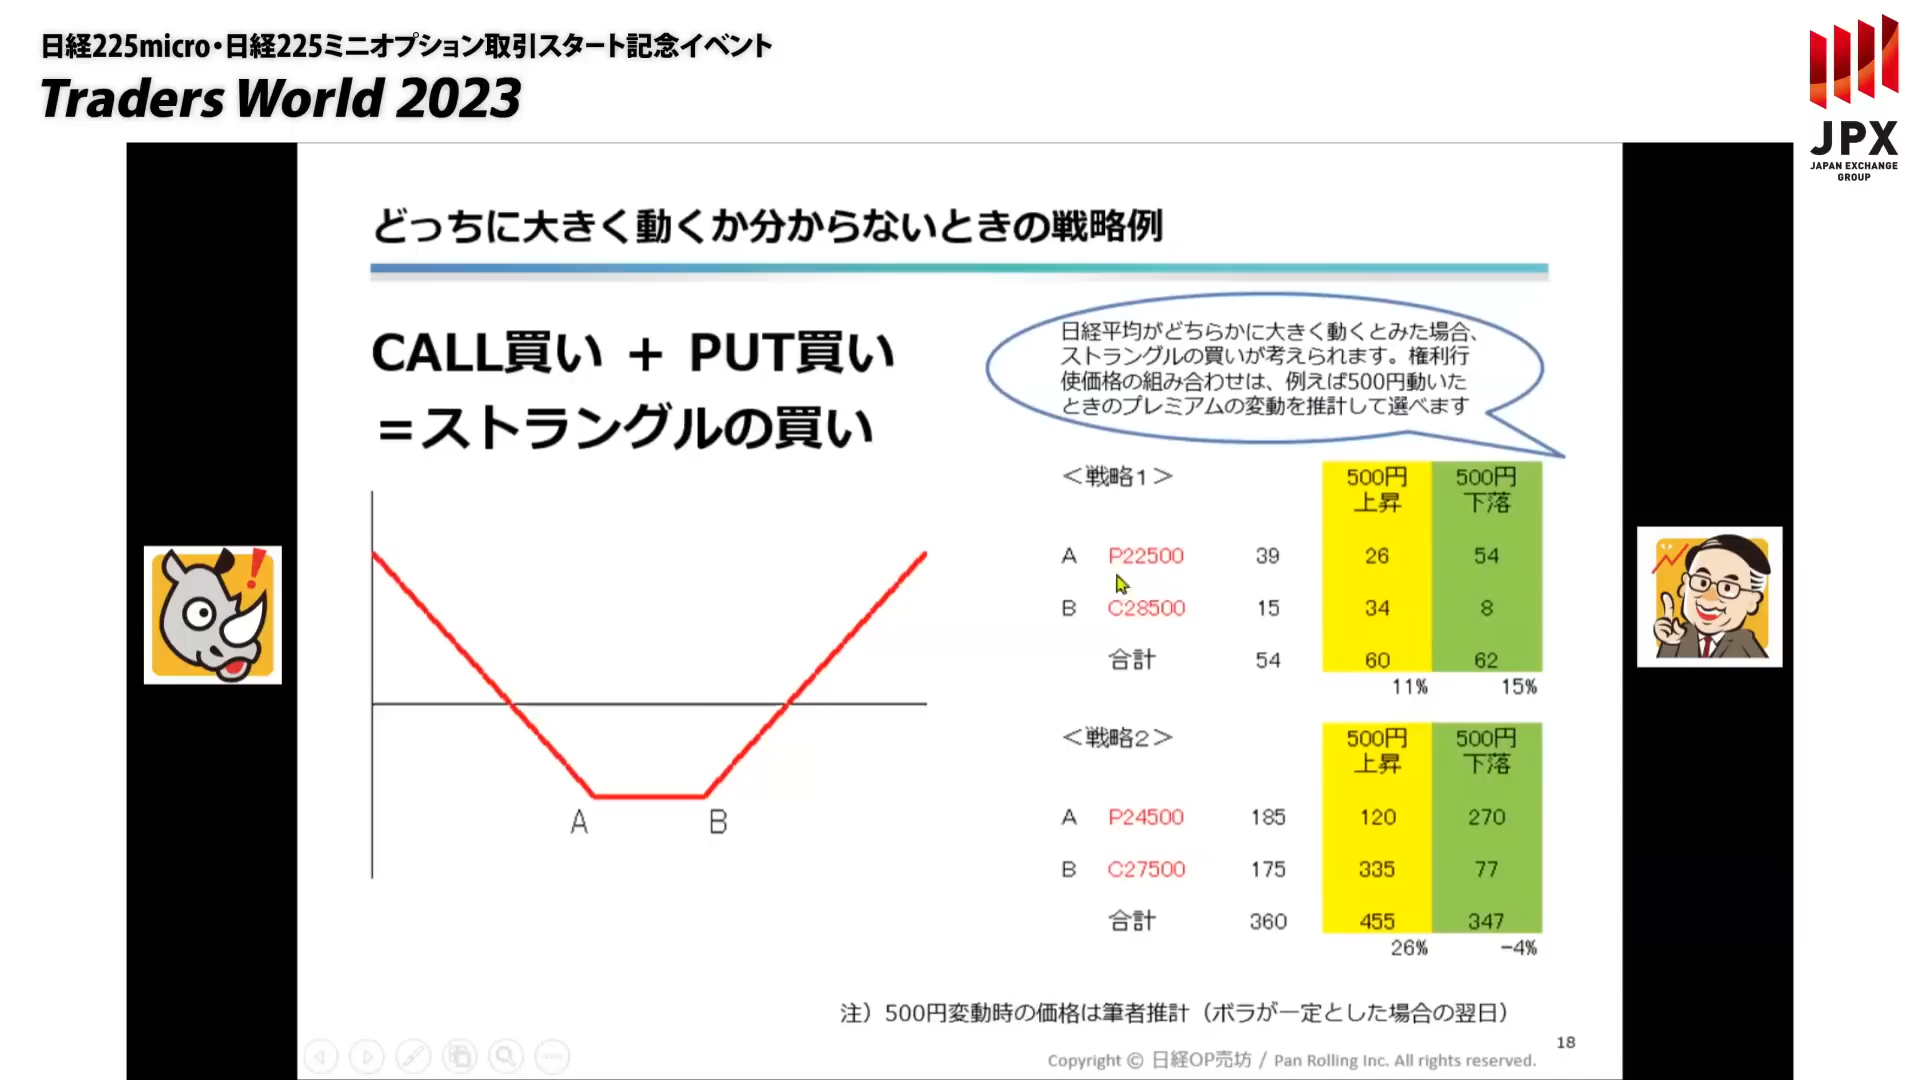 日経225micro・日経225ミニオプション取引スタート記念イベント
Traders World 2023
JPX
JAPAN EXCHANGE
GROUP
どっちに大きく動くか分からないときの戦略例
CALL買い ＋ PUT買い
＝ストラングルの買い
日経平均がどちらかに大きく動くとみた場合、
ストラングルの買いが考えられます。権利行
使価格の組み合わせは、例えば500円動いた
ときのプレミアムの変動を推計して選べます
A B
＜戦略１＞ 500円上昇 500円下落
A P22500 39 26 54
B C28500 15 34 8
合計 54 60 62
11% 15%
＜戦略２＞ 500円上昇 500円下落
A P24500 185 120 270
B C27500 175 335 77
合計 360 455 347
26% -4%
注）500円変動時の価格は筆者推計（ボラが一定とした場合の翌日）
18
Copyright © 日経OP売坊 / Pan Rolling Inc. All rights reserved.